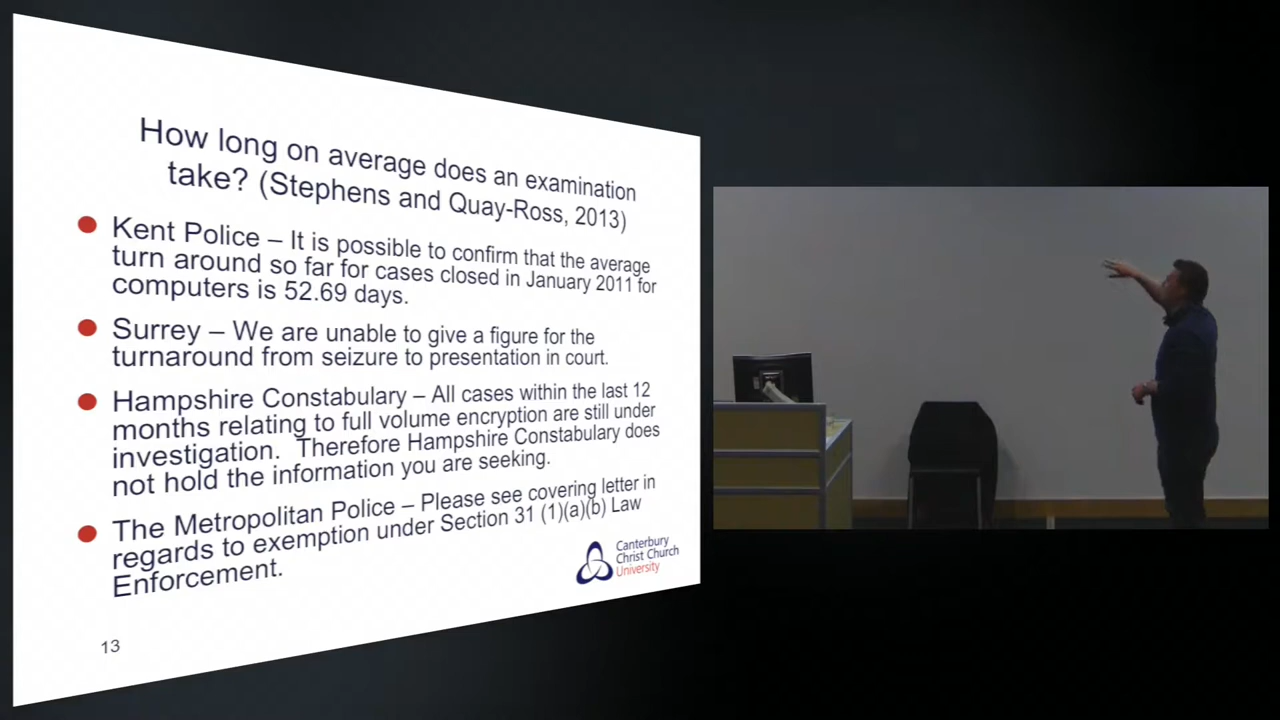 How long on average does an examination
take? (Stephens and Quay-Ross, 2013)
Kent Police – It is possible to confirm that the average
turn around so far for cases closed in January 2011 for
computers is 52.69 days.
Surrey – We are unable to give a figure for the
turnaround from seizure to presentation in court.
Hampshire Constabulary – All cases within the last 12
months relating to full volume encryption are still under
investigation. Therefore Hampshire Constabulary does
not hold the information you are seeking.
The Metropolitan Police – Please see covering letter in
regards to exemption under Section 31 (1)(a)(b) Law
Enforcement.
Canterbury
Christ Church
University
13